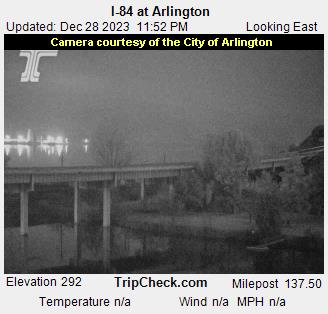 I-84 at Arlington
Updated: Dec 28 2023 11:52 PM Looking East
Camera courtesy of the City of Arlington
Elevation 292 TripCheck.com Milepost 137.50
Temperature n/a Wind n/a MPH n/a